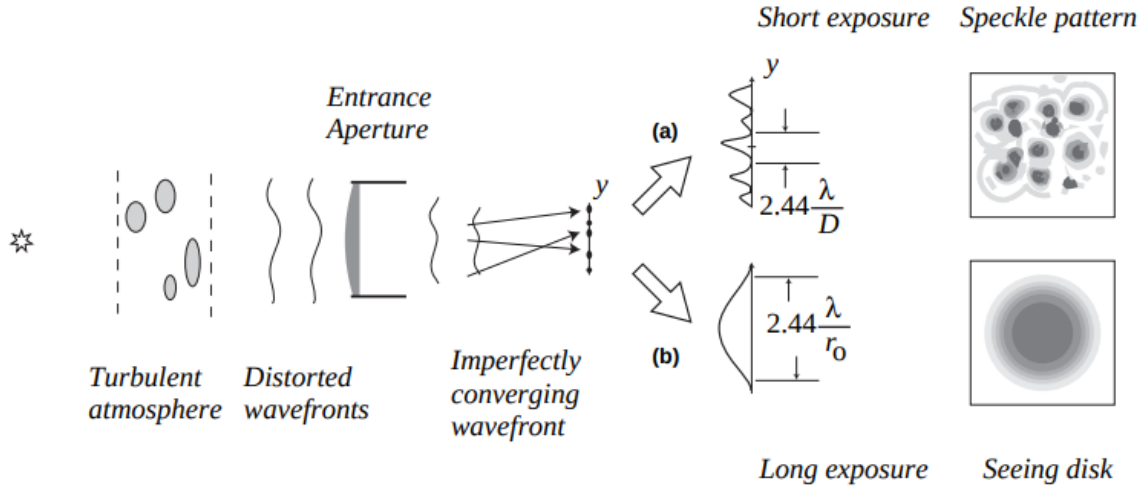 Short exposure
Speckle pattern
y
Entrance
Aperture
(a)
y
2.44 λ/D
2.44 λ/r₀
(b)
Turbulent
atmosphere
Distorted
wavefronts
Imperfectly
converging
wavefront
Long exposure
Seeing disk